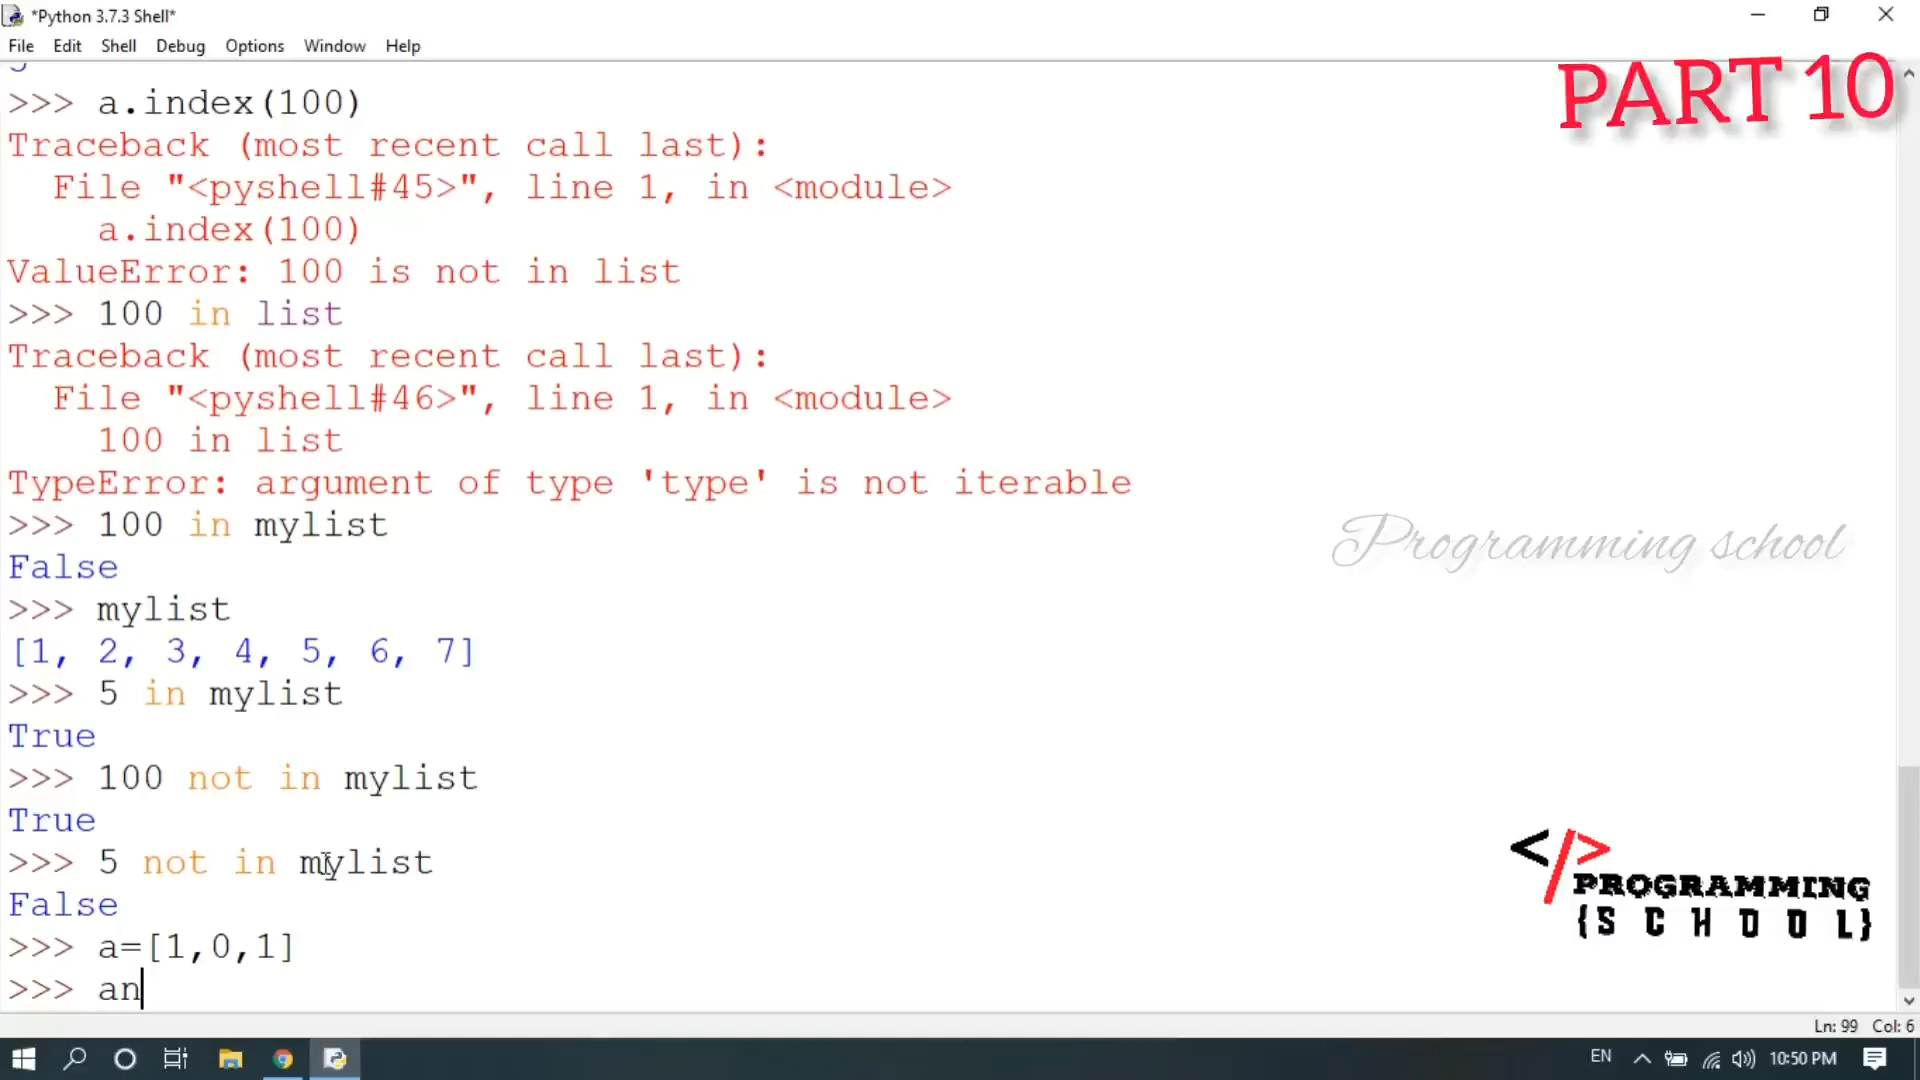 *Python 3.7.3 Shell*
File Edit Shell Debug Options Window Help
PART 10
>>> a.index(100)
Traceback (most recent call last):
  File "<pyshell#45>", line 1, in <module>
    a.index(100)
ValueError: 100 is not in list
>>> 100 in list
Traceback (most recent call last):
  File "<pyshell#46>", line 1, in <module>
    100 in list
TypeError: argument of type 'type' is not iterable
>>> 100 in mylist
Programming school
False
>>> mylist
[1, 2, 3, 4, 5, 6, 7]
>>> 5 in mylist
True
>>> 100 not in mylist
True
>>> 5 not in mylist
False
</>
PROGRAMMING
{SCHOOL}
>>> a=[1,0,1]
>>> an
Ln: 99 Col: 6
EN 10:50 PM